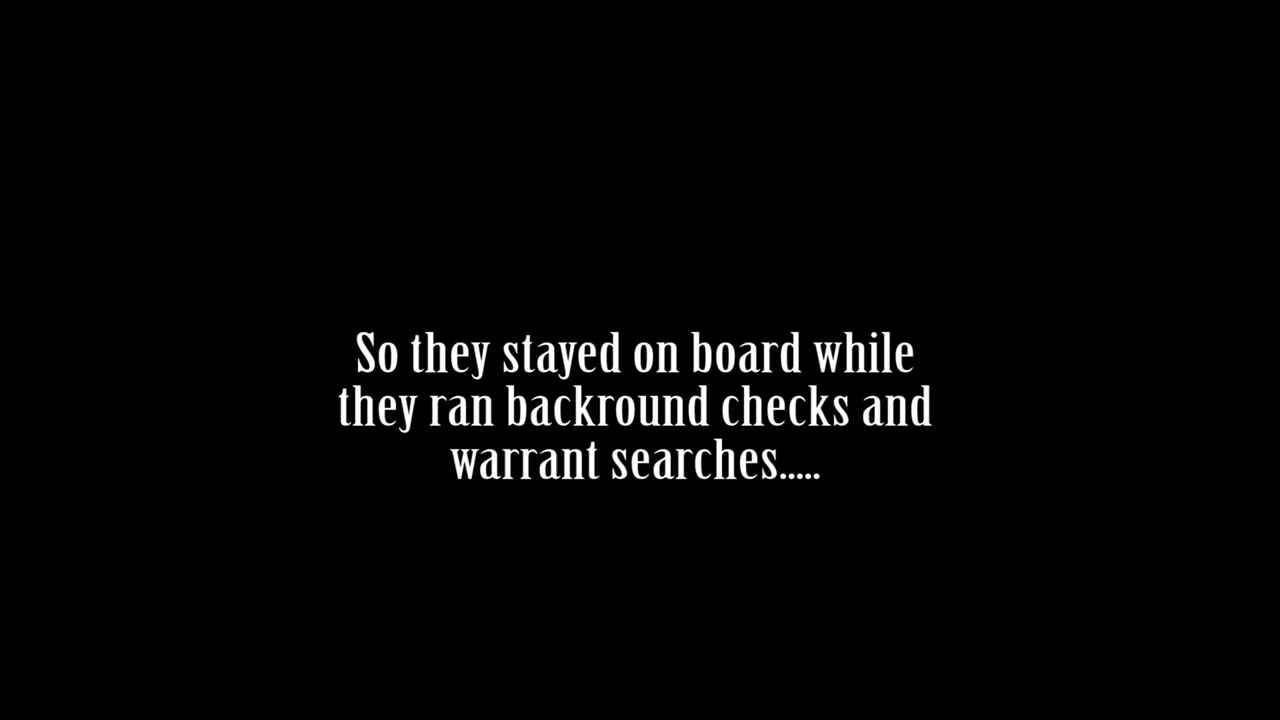 So they stayed on board while
they ran backround checks and
warrant searches.....